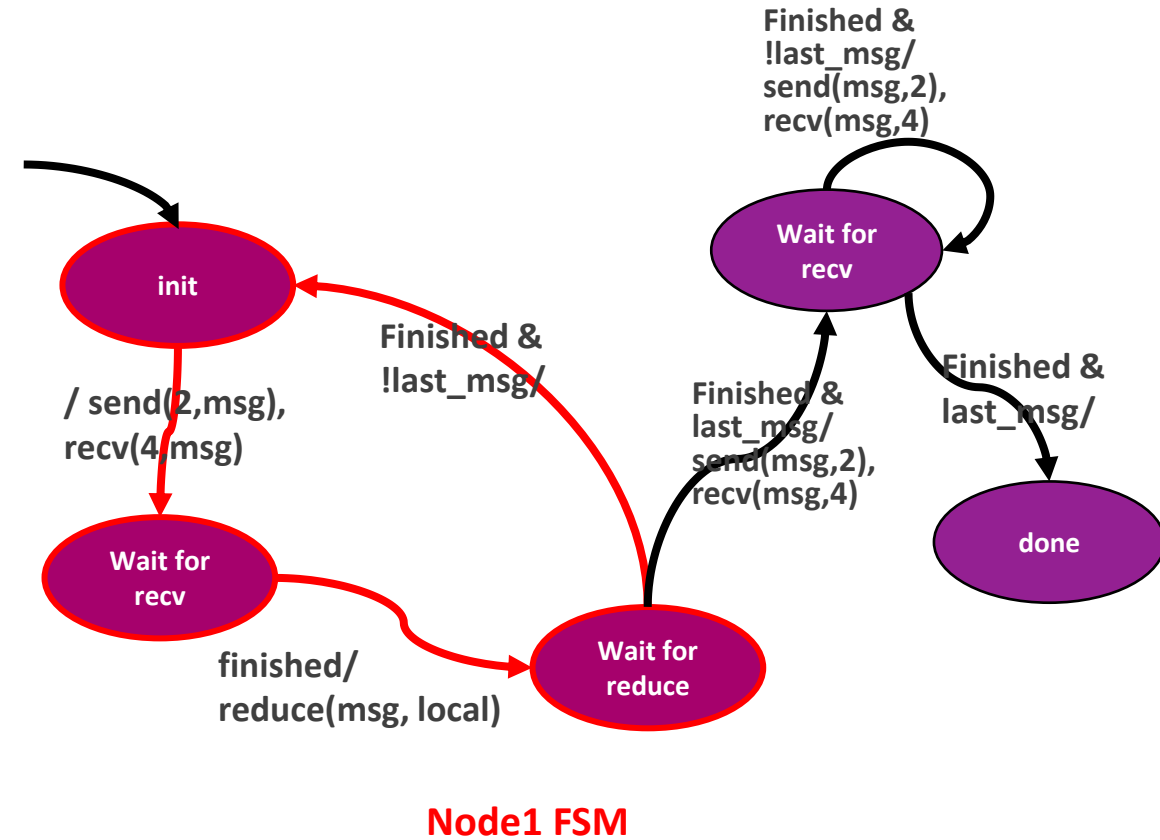 Finished &
!last_msg/
send(msg,2),
recv(msg,4)
Wait for
recv
init
Finished &
!last_msg/
Finished &
last_msg/
/ send(2,msg),
recv(4,msg)
Finished &
last_msg/
send(msg,2),
recv(msg,4)
Wait for
recv
done
finished/
reduce(msg, local)
Wait for
reduce
Node1 FSM